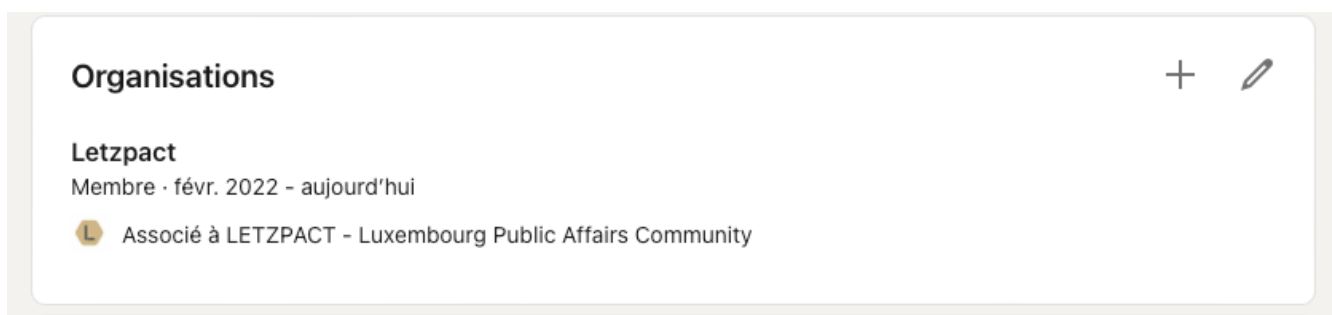 Organisations
Letzpact
Membre · févr. 2022 - aujourd’hui
L
Associé à LETZPACT - Luxembourg Public Affairs Community